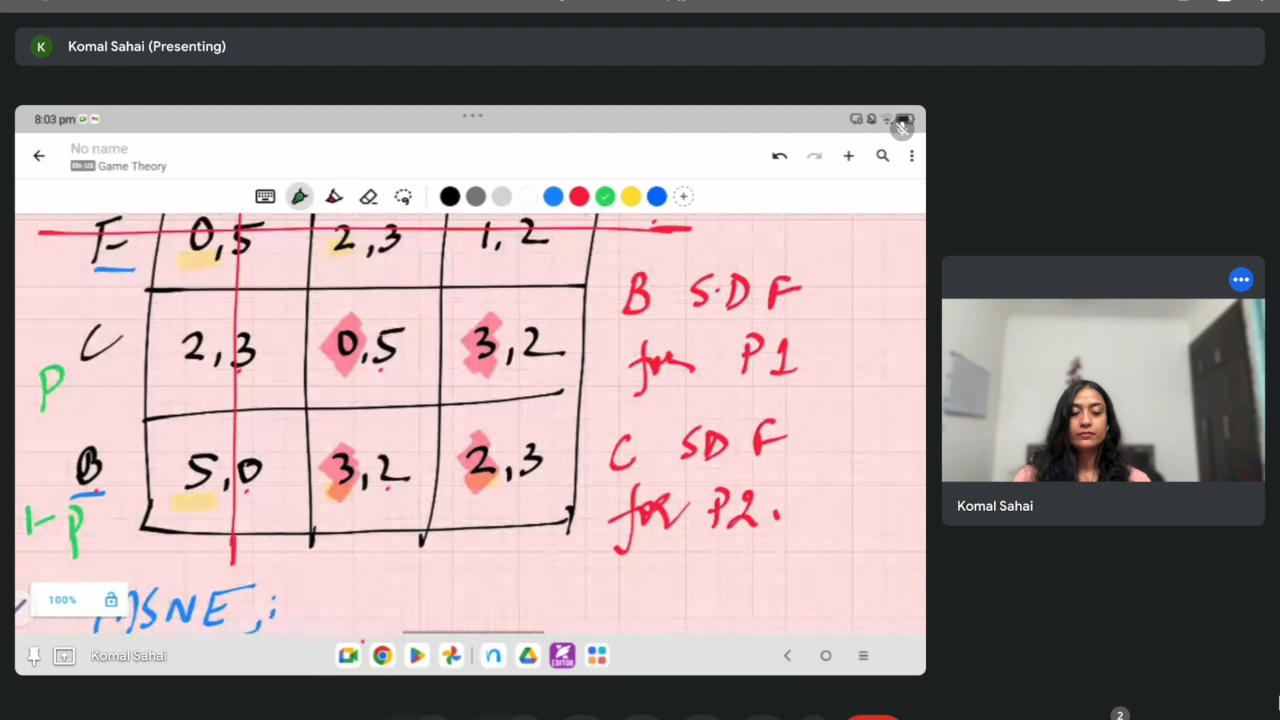 K Komal Sahai (Presenting)
8:03 pm
No name
EN-US Game Theory
F 0,5 2,3 1,2
C 2,3 0,5 3,2
P
B 5,0 3,2 2,3
1-P
B S.D F
for P1
C SD F
for P2.
100%
MSNE;
Komal Sahai
EDITOR
Komal Sahai
2